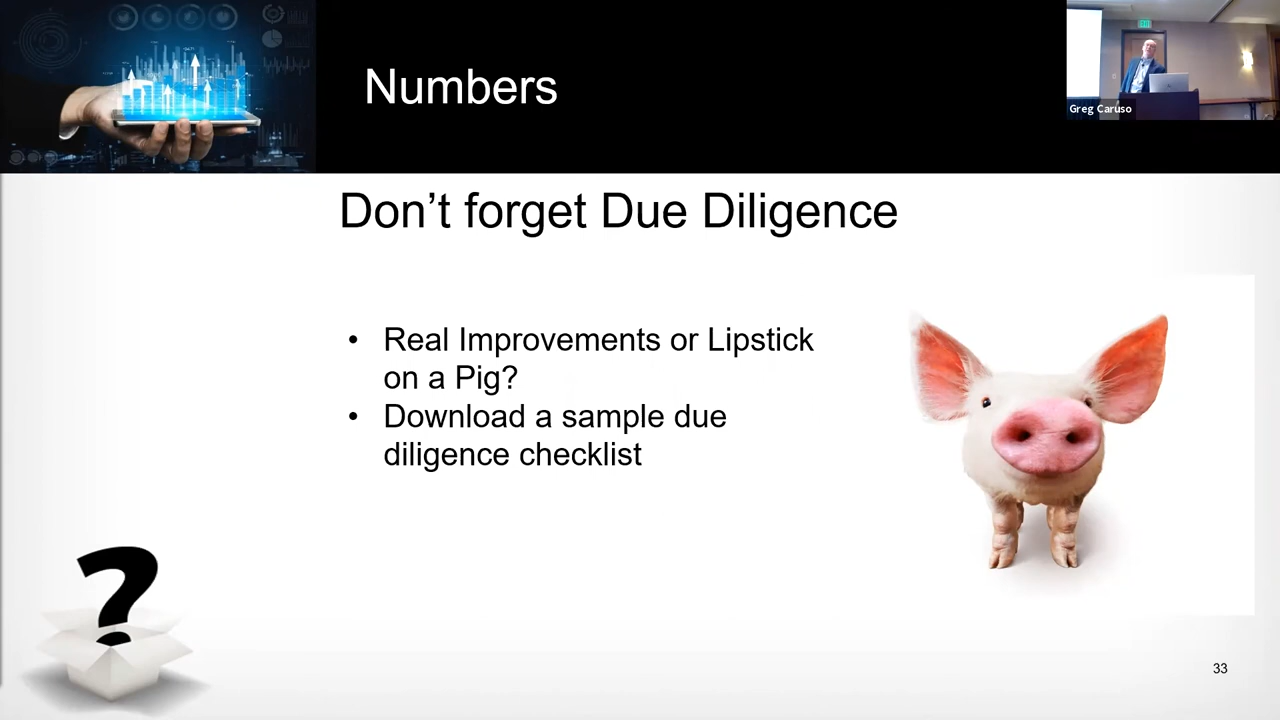 Numbers
Greg Caruso
Don’t forget Due Diligence
• Real Improvements or Lipstick
on a Pig?
• Download a sample due
diligence checklist
?
33